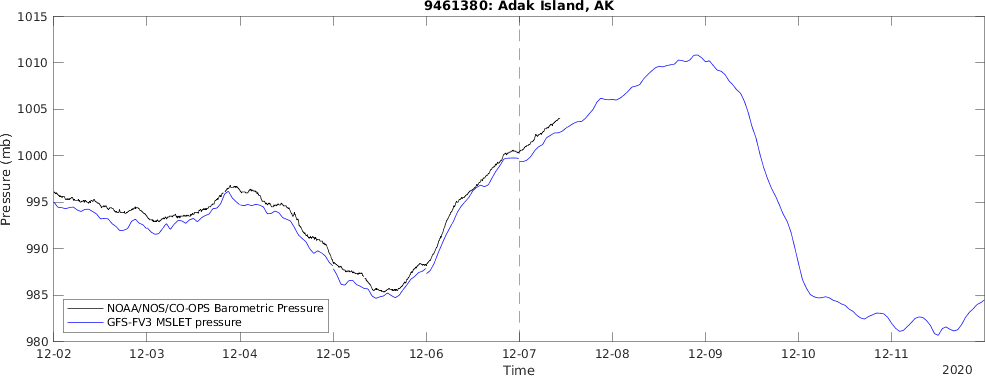 9461380: Adak Island, AK
Pressure (mb)
1015
1010
1005
1000
995
990
985
980
NOAA/NOS/CO-OPS Barometric Pressure
GFS-FV3 MSLET pressure
12-02 12-03 12-04 12-05 12-06 12-07 12-08 12-09 12-10 12-11
Time
2020